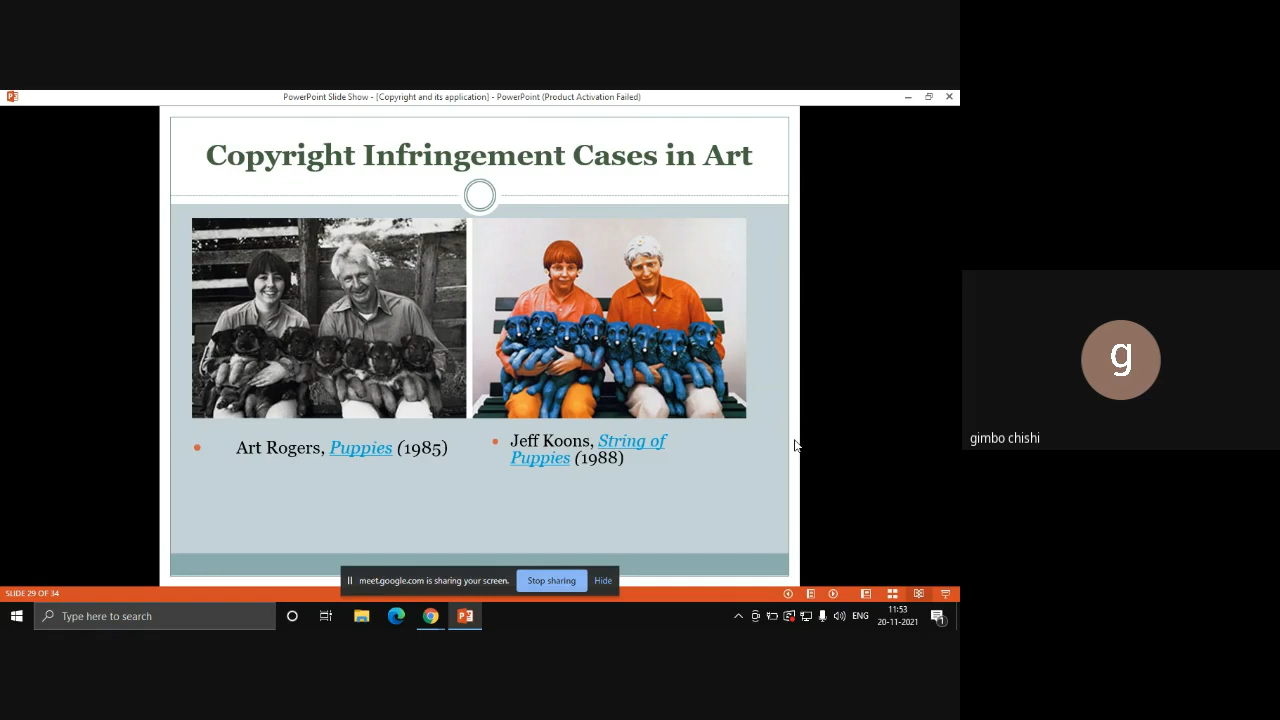 PowerPoint Slide Show - [Copyright and its application] - PowerPoint (Product Activation Failed)
Copyright Infringement Cases in Art
Art Rogers, Puppies (1985)
Jeff Koons, String of
Puppies (1988)
g
gimbo chishi
meet.google.com is sharing your screen. Stop sharing Hide
SLIDE 29 OF 34
Type here to search
ENG
11:53
20-11-2021
1